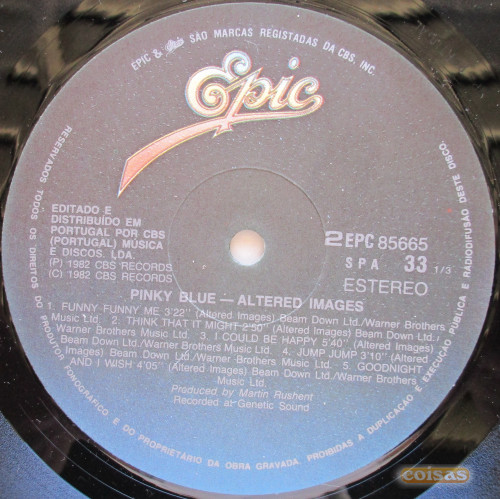 EPIC & Epic SÃO MARCAS REGISTADAS DA CBS, INC.
Epic
EDITADO E
DISTRIBUÍDO EM
PORTUGAL POR CBS
(PORTUGAL) MÚSICA
E DISCOS, LDA.
(P) 1982 CBS RECORDS
(C) 1982 CBS RECORDS
2EPC 85665
SPA 33 1/3
ESTEREO
PINKY BLUE — ALTERED IMAGES
1. FUNNY FUNNY ME 3'22" (Altered Images) Beam Down Ltd./Warner Brothers
Music Ltd. 2. THINK THAT IT MIGHT 2'50" (Altered Images) Beam Down Ltd./
Warner Brothers Music Ltd. 3. I COULD BE HAPPY 5'40" (Altered Images)
Beam Down Ltd./Warner Brothers Music Ltd. 4. JUMP JUMP 3'10" (Altered
Images) Beam Down Ltd./Warner Brothers Music Ltd. 5. GOODNIGHT
AND I WISH 4'05" (Altered Images) Beam Down Ltd./Warner Brothers
Music Ltd.
Produced by Martin Rushent
Recorded at Genetic Sound
RESERVADOS TODOS OS DIREITOS DO PRODUTOR FONOGRÁFICO E DO PROPRIETÁRIO DA OBRA GRAVADA. PROIBIDAS A DUPLICAÇÃO E EXECUÇÃO PÚBLICA E RADIODIFUSÃO DESTE DISCO.
coisas